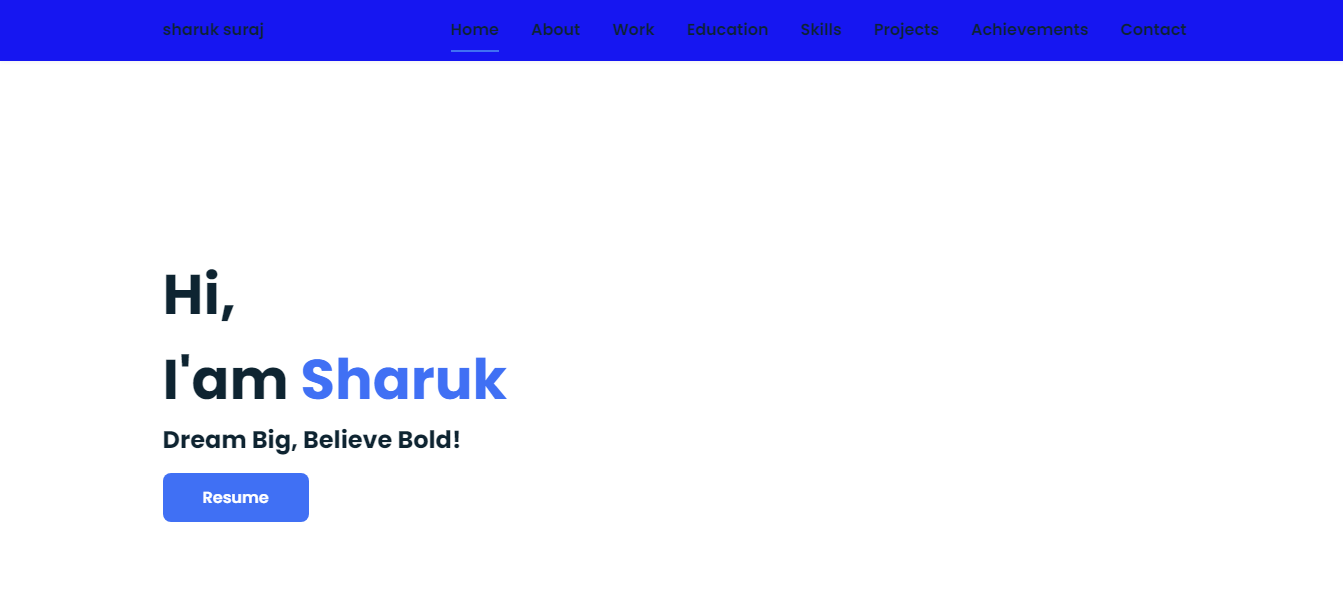 sharuk suraj Home About Work Education Skills Projects Achievements Contact
Hi,
I'am Sharuk
Dream Big, Believe Bold!
Resume